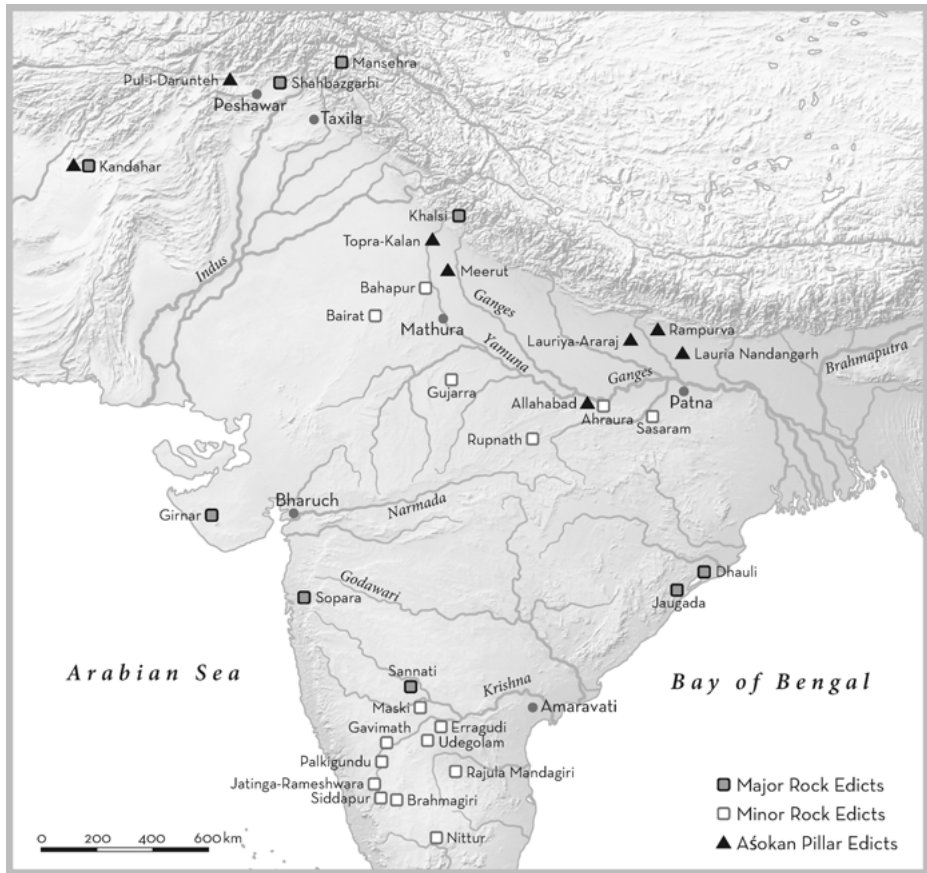 Mansehra
Pul-i-Darunteh
Shahbazgarhi
Peshawar
Taxila
Kandahar
Khalsi
Topra-Kalan
Meerut
Indus
Bahapur
Ganges
Bairat
Mathura
Rampurva
Lauriya-Araraj
Lauria Nandangarh
Yamuna
Brahmaputra
Ganges
Gujarra
Allahabad
Patna
Ahraura
Sasaram
Rupnath
Bharuch
Narmada
Girnar
Dhauli
Godawari
Jaugada
Sopara
Arabian Sea
Sannati
Bay of Bengal
Krishna
Maski
Amaravati
Gavimath
Erragudi
Udegolam
Palkigundu
Rajula Mandagiri
Jatinga-Rameshwara
Major Rock Edicts
Siddapur
Brahmagiri
Minor Rock Edicts
0 200 400 600 km
Nittur
Aśokan Pillar Edicts